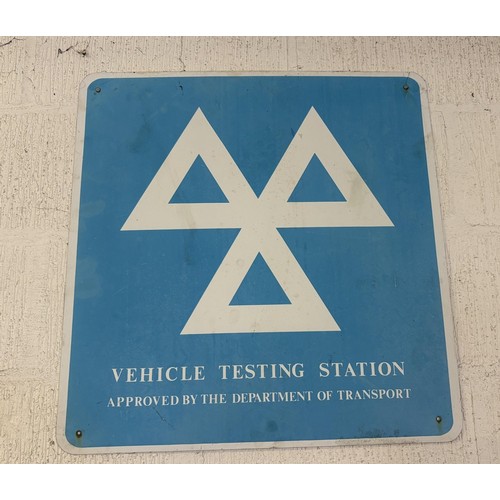 VEHICLE TESTING STATION
APPROVED BY THE DEPARTMENT OF TRANSPORT